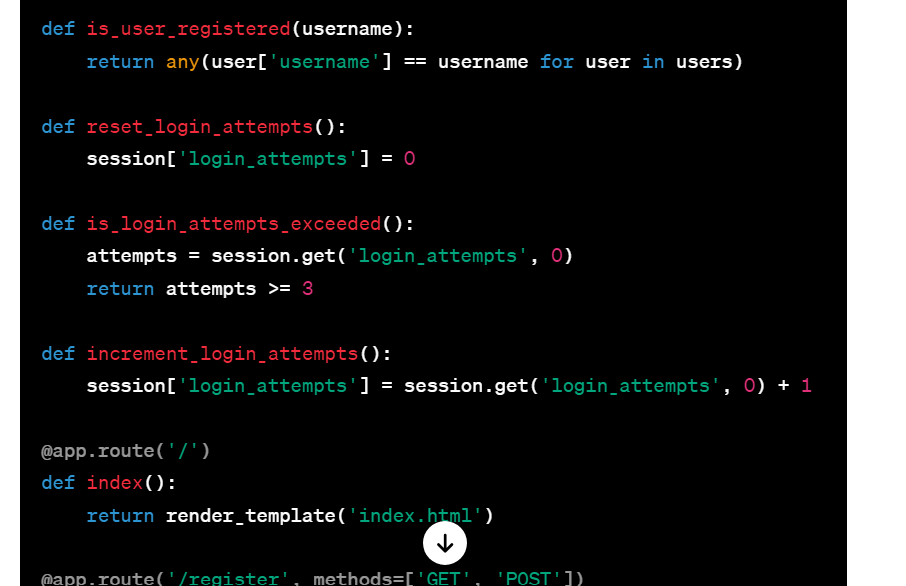 def is_user_registered(username):
    return any(user['username'] == username for user in users)
def reset_login_attempts():
    session['login_attempts'] = 0
def is_login_attempts_exceeded():
    attempts = session.get('login_attempts', 0)
    return attempts >= 3
def increment_login_attempts():
    session['login_attempts'] = session.get('login_attempts', 0) + 1
@app.route('/')
def index():
    return render_template('index.html')
@app.route('/register', methods=['GET', 'POST'])